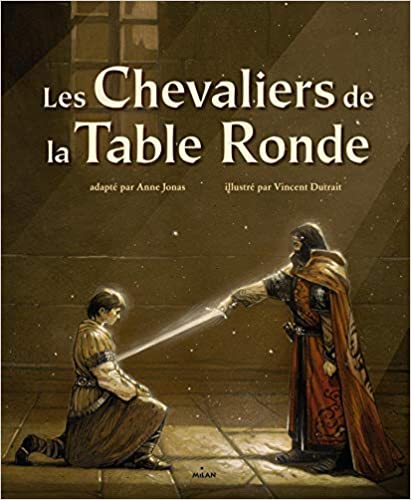 Les Chevaliers de
la Table Ronde
adapté par Anne Jonas illustré par Vincent Dutrait
MiLAN